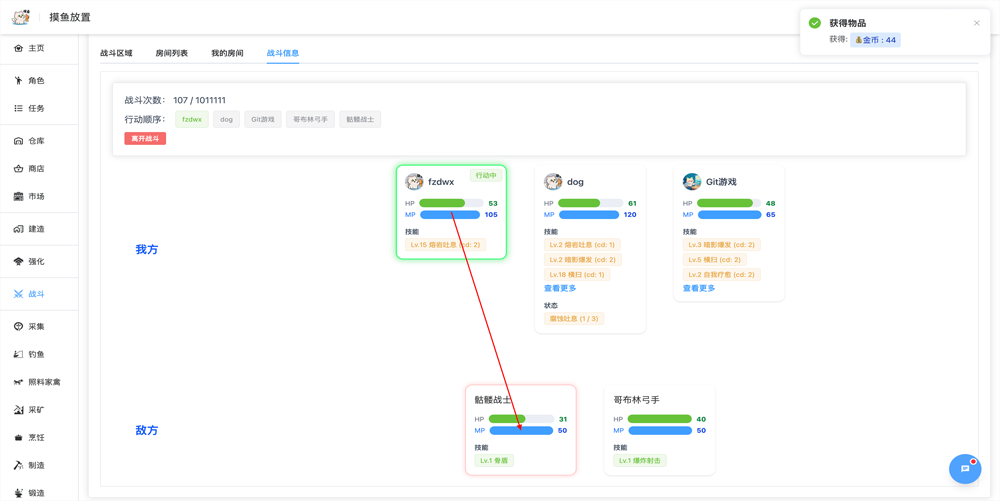 摸鱼放置
获得物品
获得: 💰金币 : 44
主页
角色
任务
仓库
商店
市场
建造
强化
战斗
采集
钓鱼
照料家禽
采矿
烹饪
制造
锻造
战斗区域 房间列表 我的房间 战斗信息
战斗次数: 107 / 1011111
行动顺序: fzdwx dog Git游戏 哥布林弓手 骷髅战士
离开战斗
我方
fzdwx 行动中
HP 53
MP 105
技能
Lv.15 熔岩吐息 (cd: 2)
dog
HP 61
MP 120
技能
Lv.2 熔岩吐息 (cd: 1)
Lv.2 暗影爆发 (cd: 2)
Lv.18 横扫 (cd: 1)
查看更多
状态
腐蚀吐息 (1 / 3)
Git游戏
HP 48
MP 65
技能
Lv.3 暗影爆发 (cd: 2)
Lv.5 横扫 (cd: 2)
Lv.2 自我疗愈 (cd: 2)
查看更多
敌方
骷髅战士
HP 31
MP 50
技能
Lv.1 骨盾
哥布林弓手
HP 40
MP 50
技能
Lv.1 爆炸射击